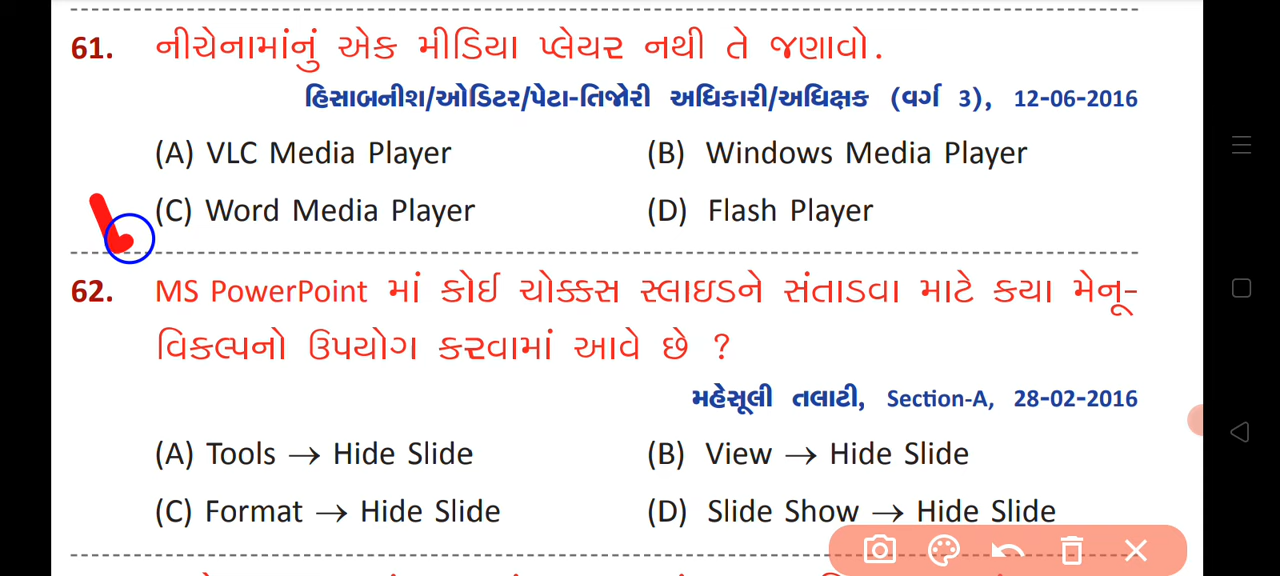 61. નીચેનામાંનું એક મીડિયા પ્લેયર નથી તે જણાવો.
હિસાબનીશ/ઓડિટર/પેટા-તિજોરી અધિકારી/અધિક્ષક (વર્ગ 3), 12-06-2016
(A) VLC Media Player (B) Windows Media Player
(C) Word Media Player (D) Flash Player
62. MS PowerPoint માં કોઈ ચોક્કસ સ્લાઇડને સંતાડવા માટે કયા મેનૂ-
વિકલ્પનો ઉપયોગ કરવામાં આવે છે ?
મહેસૂલી તલાટી, Section-A, 28-02-2016
(A) Tools → Hide Slide (B) View → Hide Slide
(C) Format → Hide Slide (D) Slide Show → Hide Slide